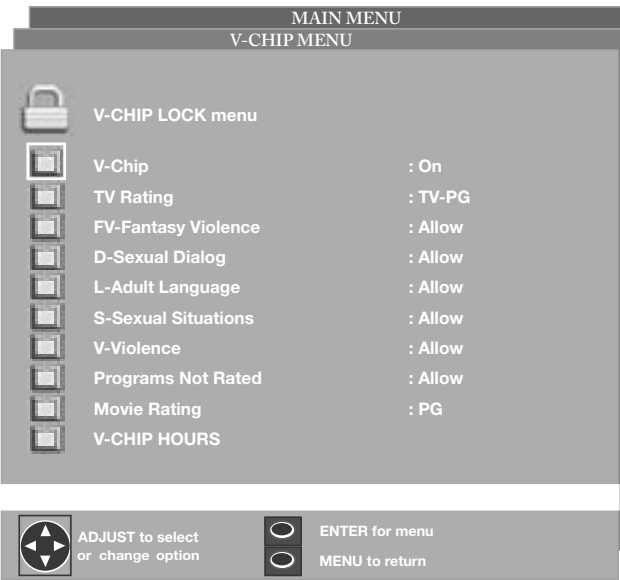 MAIN MENU
V-CHIP MENU
V-CHIP LOCK menu
V-Chip : On
TV Rating : TV-PG
FV-Fantasy Violence : Allow
D-Sexual Dialog : Allow
L-Adult Language : Allow
S-Sexual Situations : Allow
V-Violence : Allow
Programs Not Rated : Allow
Movie Rating : PG
V-CHIP HOURS
ADJUST to select
or change option
ENTER for menu
MENU to return